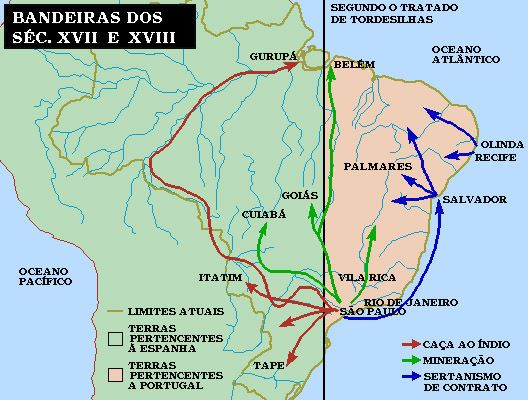 BANDEIRAS DOS
SÉC. XVII E XVIII
SEGUNDO O TRATADO
DE TORDESILHAS
OCEANO
ATLÂNTICO
GURUPÁ
BELÉM
OLINDA
RECIFE
PALMARES
SALVADOR
GOIÁS
CUIABÁ
OCEANO
PACÍFICO
ITATIM
VILA RICA
RIO DE JANEIRO
SÃO PAULO
TAPE
LIMITES ATUAIS
TERRAS
PERTENCENTES
À ESPANHA
TERRAS
PERTENCENTES
A PORTUGAL
CAÇA AO ÍNDIO
MINERAÇÃO
SERTANISMO
DE CONTRATO